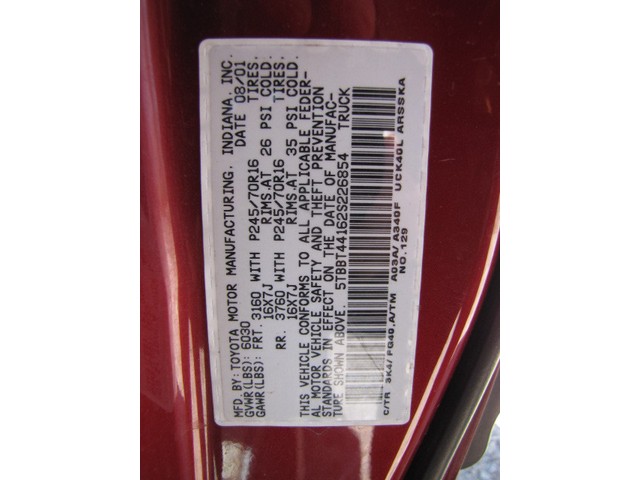 MFD.BY:TOYOTA MOTOR MANUFACTURING, INDIANA, INC.
GVWR(LBS): 6030 DATE 08/01
GAWR(LBS): FRT. 3160 WITH P245/70R16 TIRES.
16X7J RIMS.AT 26 PSI COLD.
RR. 3760 WITH P245/70R16 TIRES.
16X7J RIMS.AT 35 PSI COLD.
THIS VEHICLE CONFORMS TO ALL APPLICABLE FEDER-
AL MOTOR VEHICLE SAFETY AND THEFT PREVENTION
STANDARDS IN EFFECT ON THE DATE OF MANUFAC-
TURE SHOWN ABOVE. 5TBBT44162S226854 TRUCK
C/TR 3K4/ FG40.A/TM A03A/ A340F UCK40L ARSSKA
NO.129